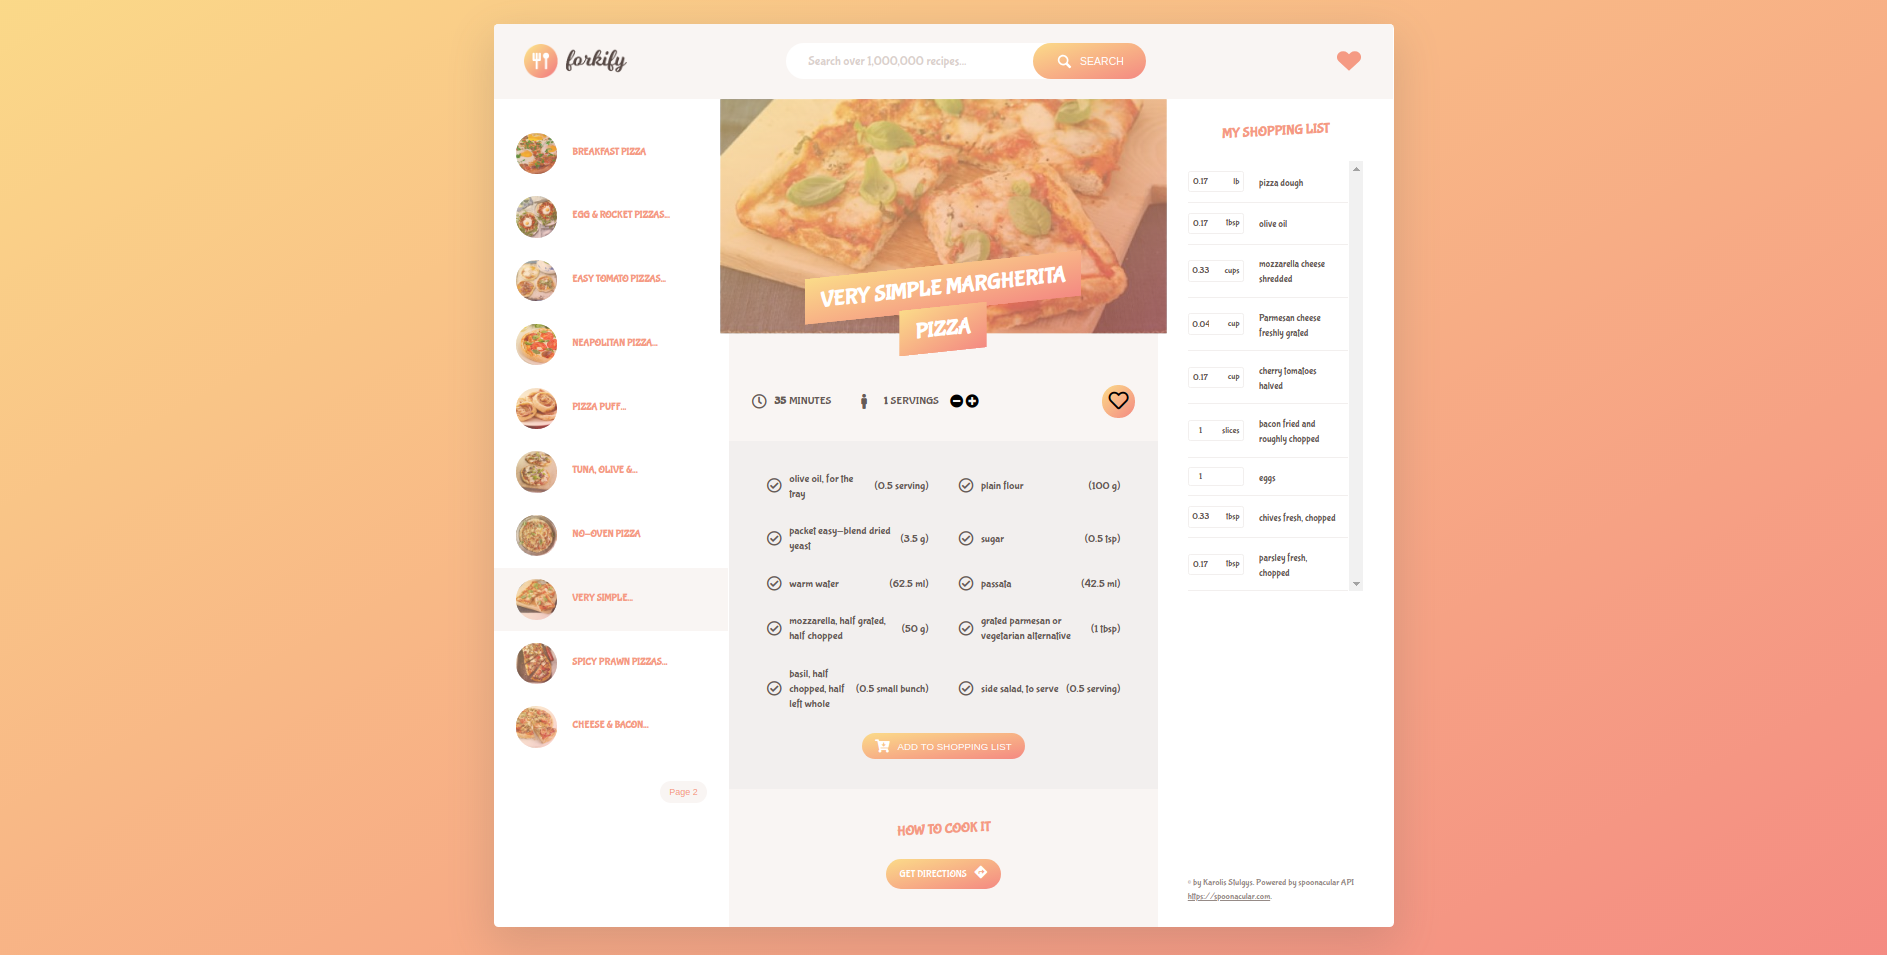 forkify
Search over 1,000,000 recipes...
SEARCH
BREAKFAST PIZZA
EGG & ROCKET PIZZAS...
EASY TOMATO PIZZAS...
NEAPOLITAN PIZZA...
PIZZA PUFF...
TUNA, OLIVE &...
NO-OVEN PIZZA
VERY SIMPLE...
SPICY PRAWN PIZZAS...
CHEESE & BACON...
Page 2
VERY SIMPLE MARGHERITA
PIZZA
35 MINUTES
1 SERVINGS
olive oil, for the
tray
(0.5 serving)
plain flour
(100 g)
packet easy-blend dried
yeast
(3.5 g)
sugar
(0.5 tsp)
warm water
(62.5 ml)
passata
(42.5 ml)
mozzarella, half grated,
half chopped
(50 g)
grated parmesan or
vegetarian alternative
(1 tbsp)
basil, half
chopped, half
left whole
(0.5 small bunch)
side salad, to serve
(0.5 serving)
ADD TO SHOPPING LIST
HOW TO COOK IT
GET DIRECTIONS
MY SHOPPING LIST
0.17 lb
pizza dough
0.17 tbsp
olive oil
0.33 cups
mozzarella cheese
shredded
0.04 cup
Parmesan cheese
freshly grated
0.17 cup
cherry tomatoes
halved
1 slices
bacon fried and
roughly chopped
1
eggs
0.33 tbsp
chives fresh, chopped
0.17 tbsp
parsley fresh,
chopped
© by Karolis Stulgys. Powered by spoonacular API
https://spoonacular.com.